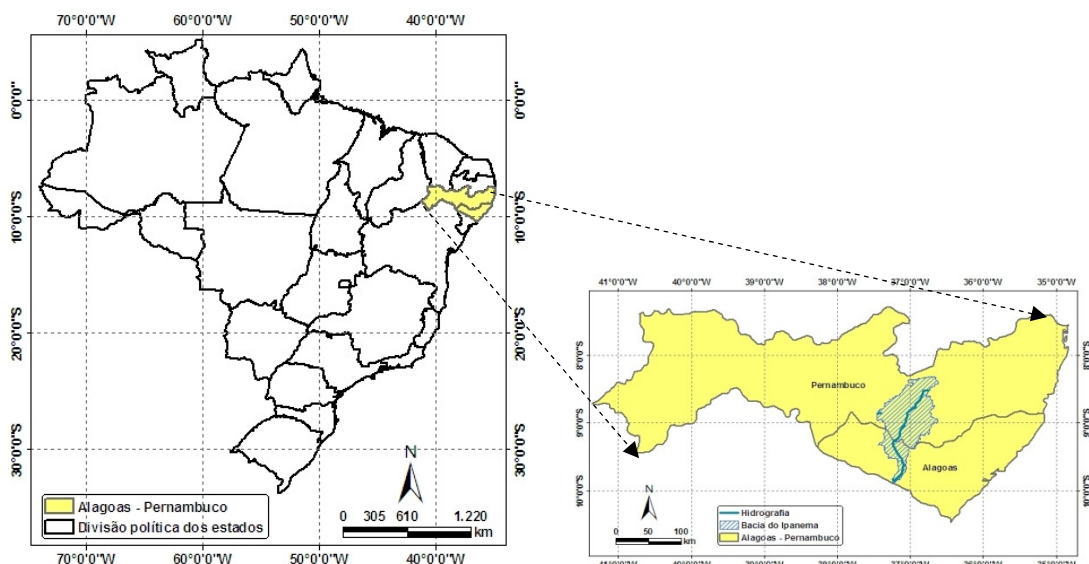 70°0'0"W 60°0'0"W 50°0'0"W 40°0'0"W
0°0'0" 0°0'0"
10°0'0"S 10°0'0"S
20°0'0"S 20°0'0"S
30°0'0"S 30°0'0"S
N
Alagoas - Pernambuco
Divisão política dos estados
0 305 610 1.220
km
70°0'0"W 60°0'0"W 50°0'0"W 40°0'0"W
41°0'0"W 40°0'0"W 39°0'0"W 38°0'0"W 37°0'0"W 36°0'0"W 35°0'0"W
8°0'0"S 8°0'0"S
9°0'0"S 9°0'0"S
10°0'0"S 10°0'0"S
Pernambuco
Alagoas
N
0 50 100
km
Hidrografia
Bacia do Ipanema
Alagoas - Pernambuco